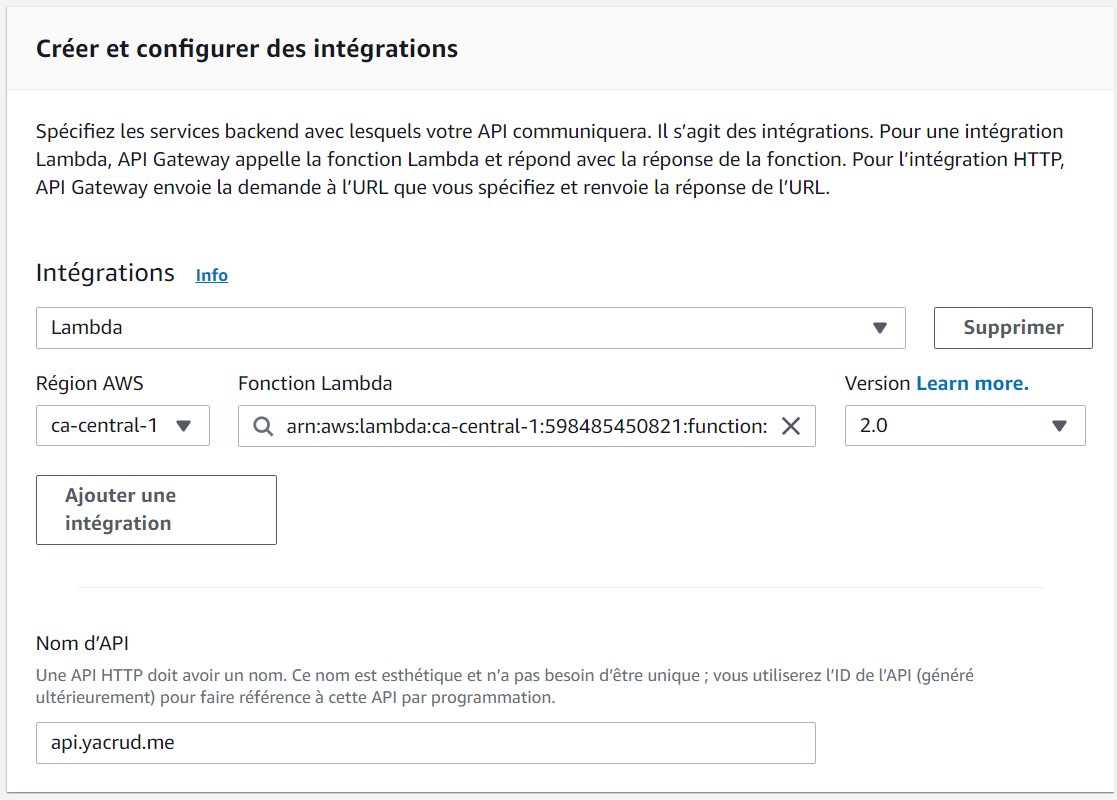 Créer et configurer des intégrations
Spécifiez les services backend avec lesquels votre API communiquera. Il s’agit des intégrations. Pour une intégration
Lambda, API Gateway appelle la fonction Lambda et répond avec la réponse de la fonction. Pour l’intégration HTTP,
API Gateway envoie la demande à l’URL que vous spécifiez et renvoie la réponse de l’URL.
Intégrations Info
Lambda Supprimer
Région AWS Fonction Lambda Version Learn more.
ca-central-1 arn:aws:lambda:ca-central-1:598485450821:function: 2.0
Ajouter une
intégration
Nom d’API
Une API HTTP doit avoir un nom. Ce nom est esthétique et n’a pas besoin d’être unique ; vous utiliserez l’ID de l’API (généré
ultérieurement) pour faire référence à cette API par programmation.
api.yacrud.me